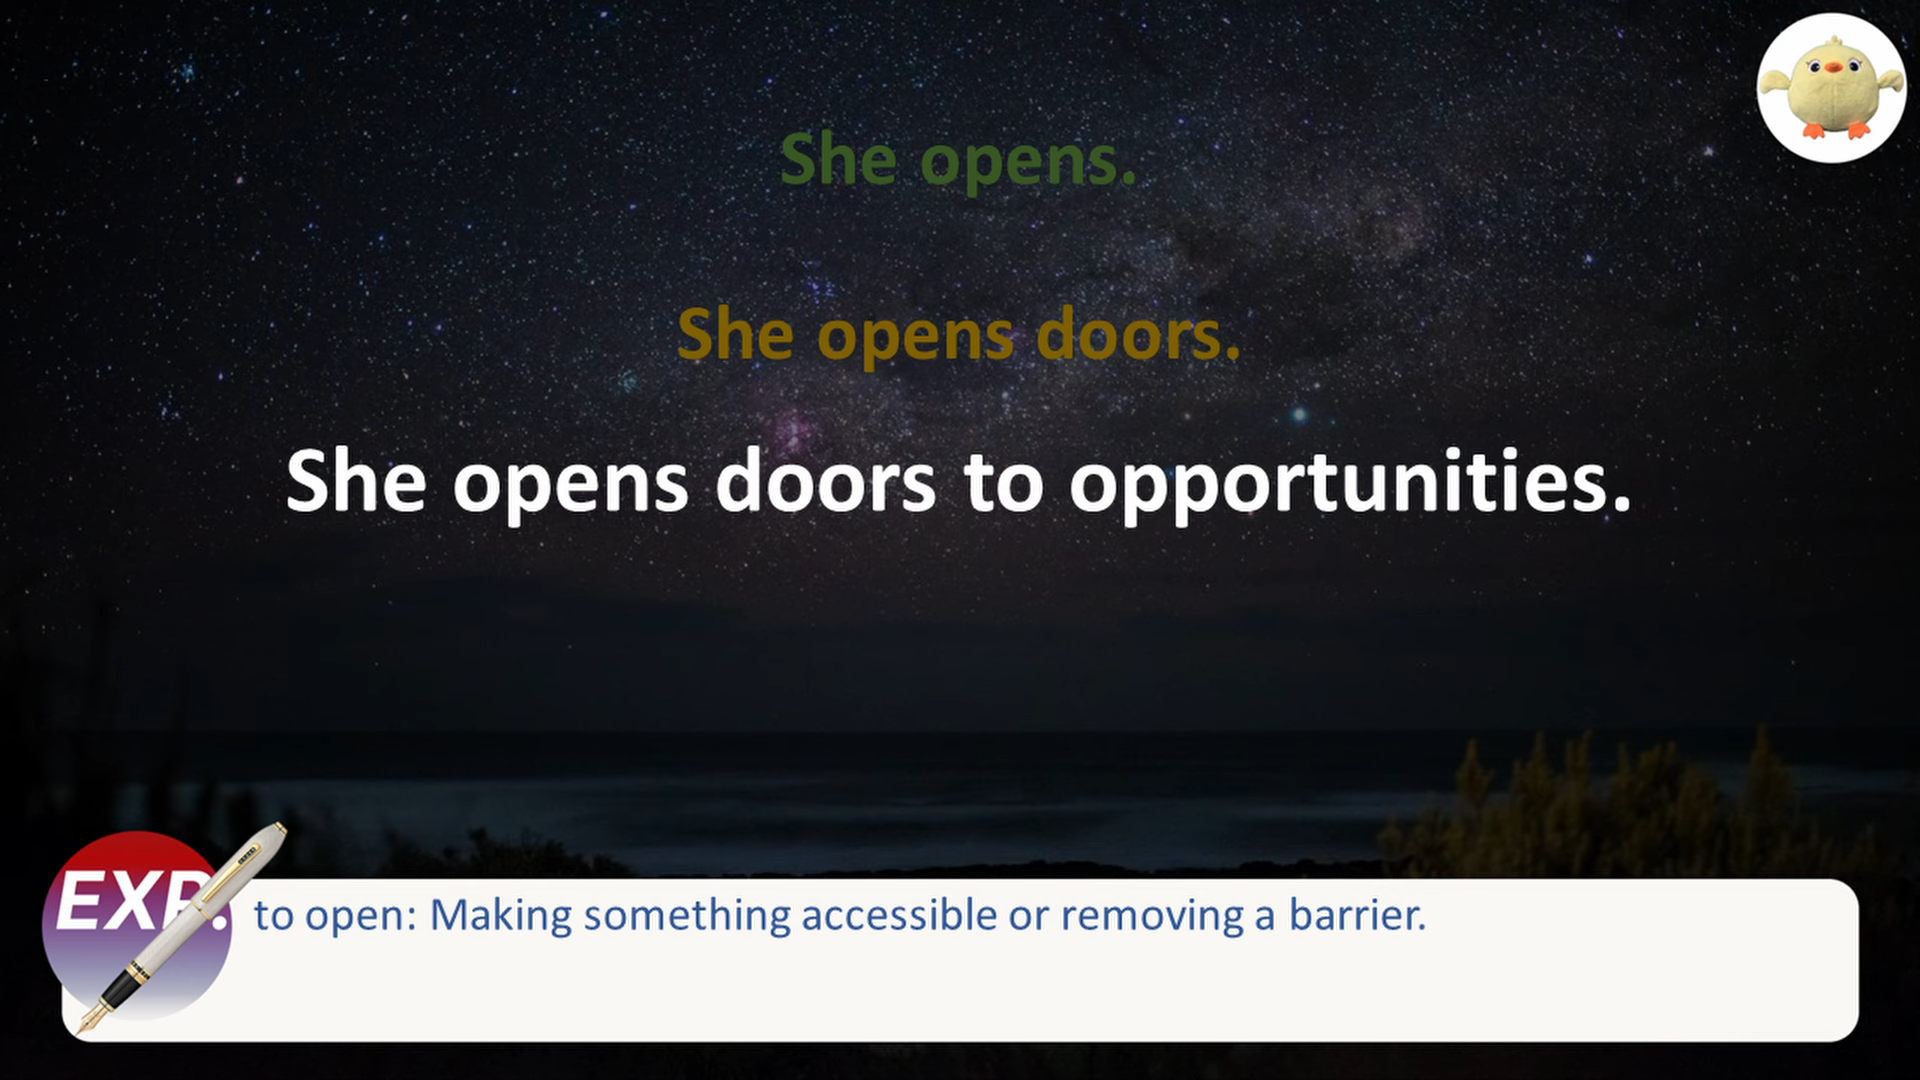 She opens.
She opens doors.
She opens doors to opportunities.
EXP.
to open: Making something accessible or removing a barrier.